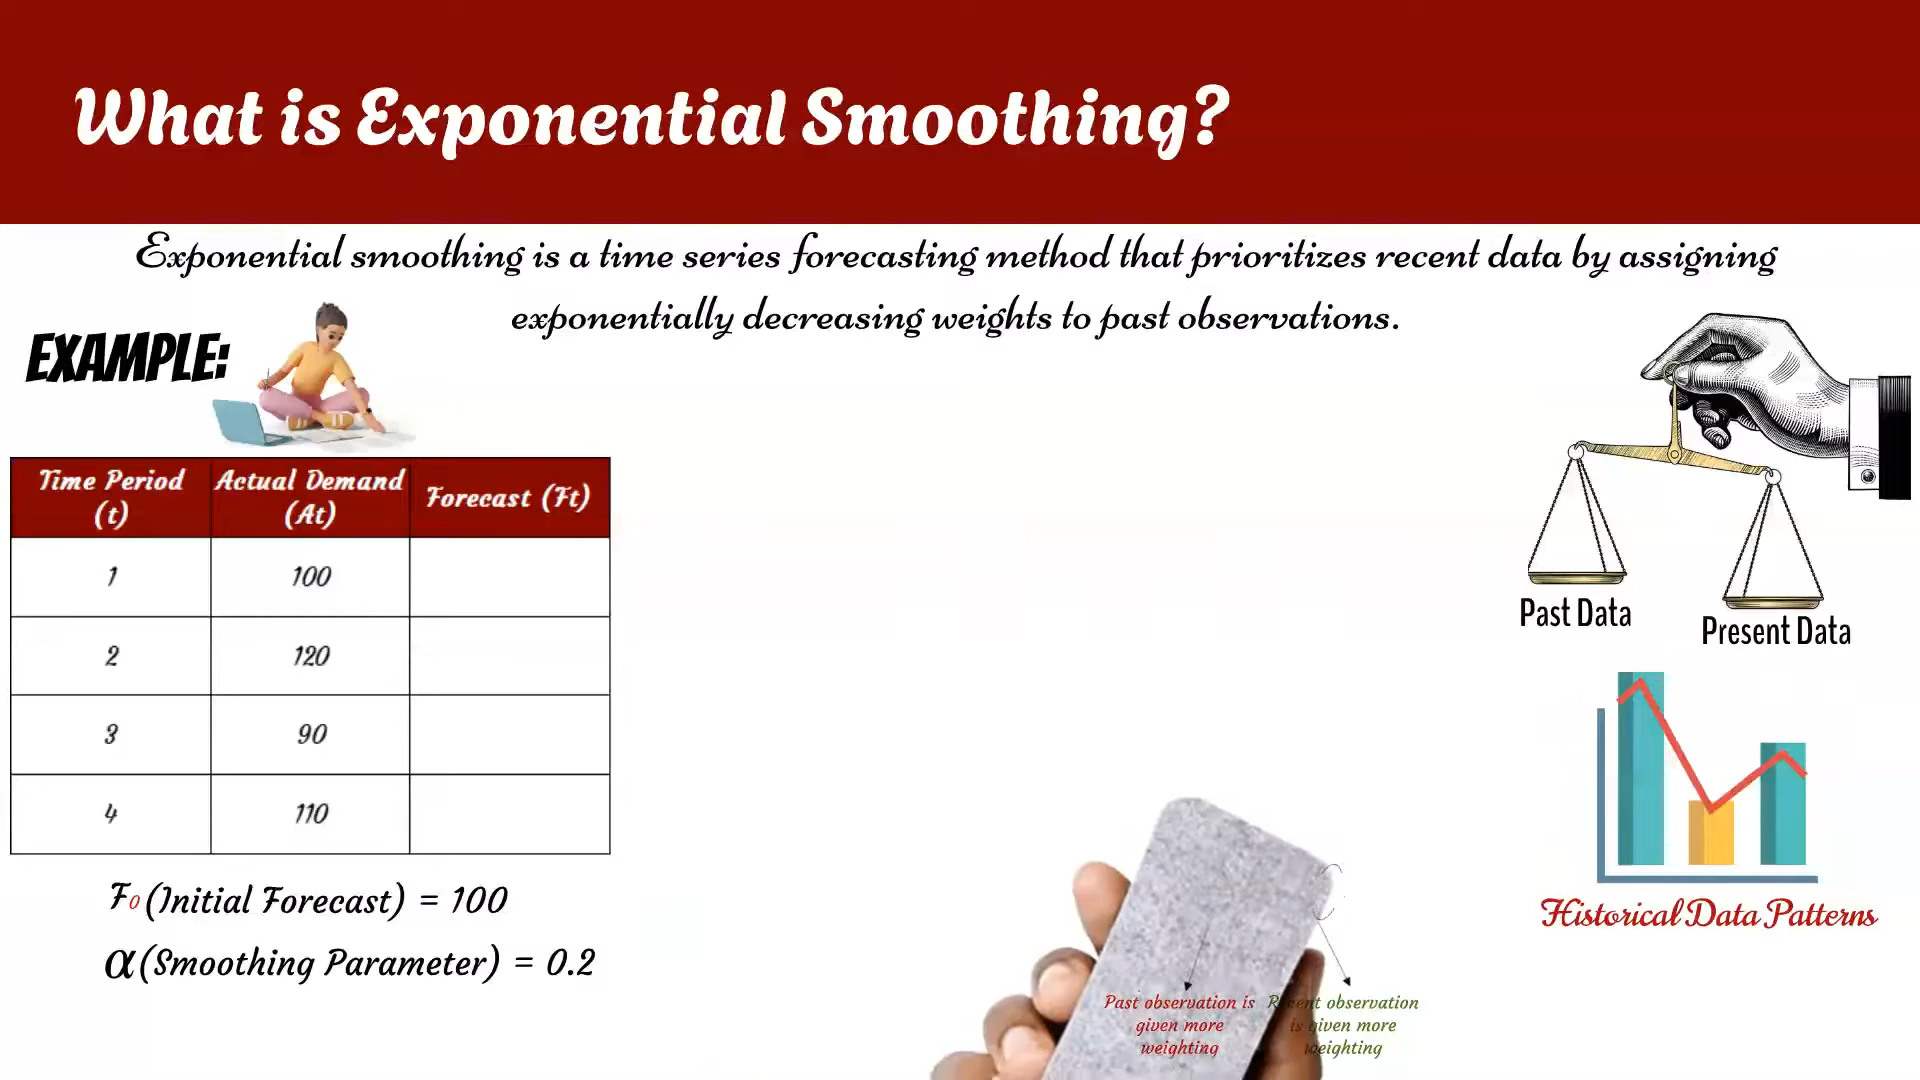 What is Exponential Smoothing?
Exponential smoothing is a time series forecasting method that prioritizes recent data by assigning
exponentially decreasing weights to past observations.
EXAMPLE:
Time Period
(t)
Actual Demand
(At)
Forecast (Ft)
1 100
2 120
3 90
4 110
F0 (Initial Forecast) = 100
α (Smoothing Parameter) = 0.2
Past Data
Present Data
Historical Data Patterns
Past observation is
given more
weighting
observation
is given more
weighting